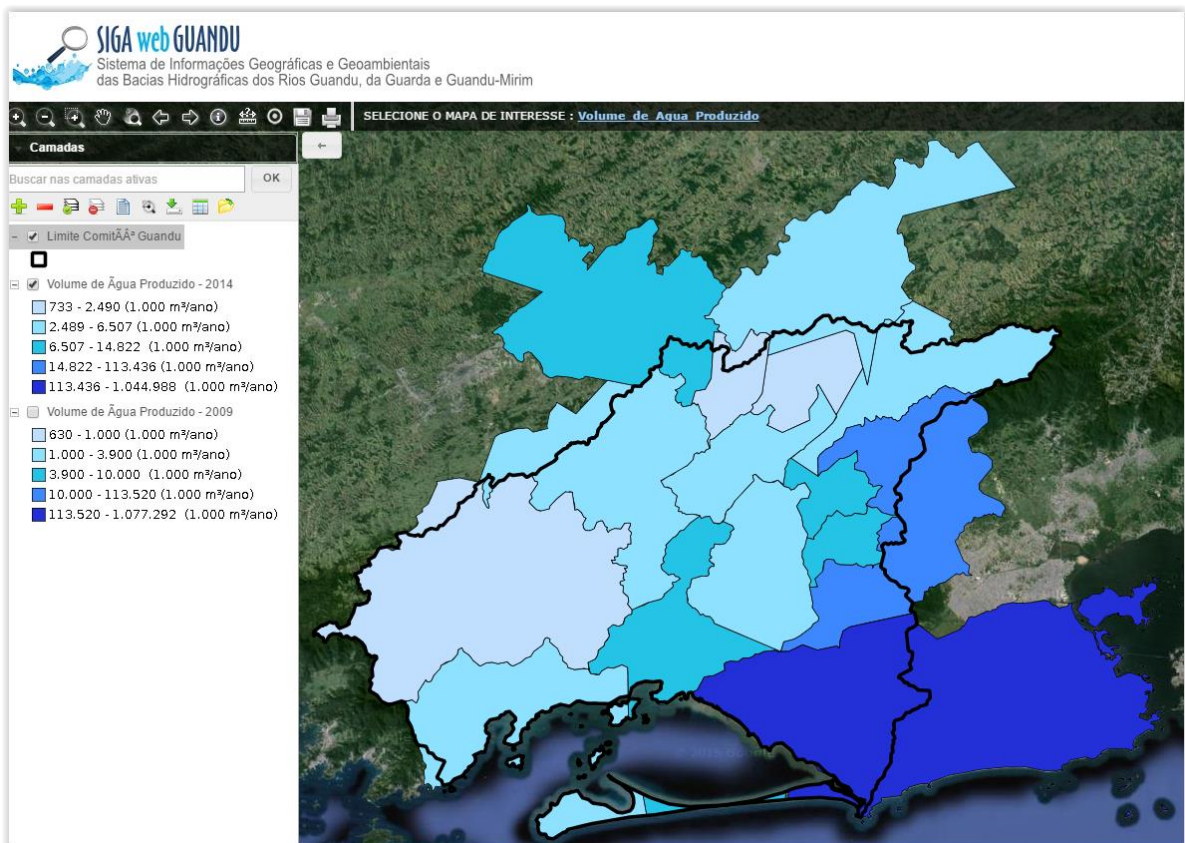 SIGA web GUANDU
Sistema de Informações Geográficas e Geoambientais
das Bacias Hidrográficas dos Rios Guandu, da Guarda e Guandu-Mirim
SELECIONE O MAPA DE INTERESSE : Volume_de_Agua_Produzido
Camadas
Buscar nas camadas ativas OK
Limite ComitÃÂª Guandu
Volume de Ãgua Produzido - 2014
733 - 2.490 (1.000 m³/ano)
2.489 - 6.507 (1.000 m³/ano)
6.507 - 14.822 (1.000 m³/ano)
14.822 - 113.436 (1.000 m³/ano)
113.436 - 1.044.988 (1.000 m³/ano)
Volume de Ãgua Produzido - 2009
630 - 1.000 (1.000 m³/ano)
1.000 - 3.900 (1.000 m³/ano)
3.900 - 10.000 (1.000 m³/ano)
10.000 - 113.520 (1.000 m³/ano)
113.520 - 1.077.292 (1.000 m³/ano)